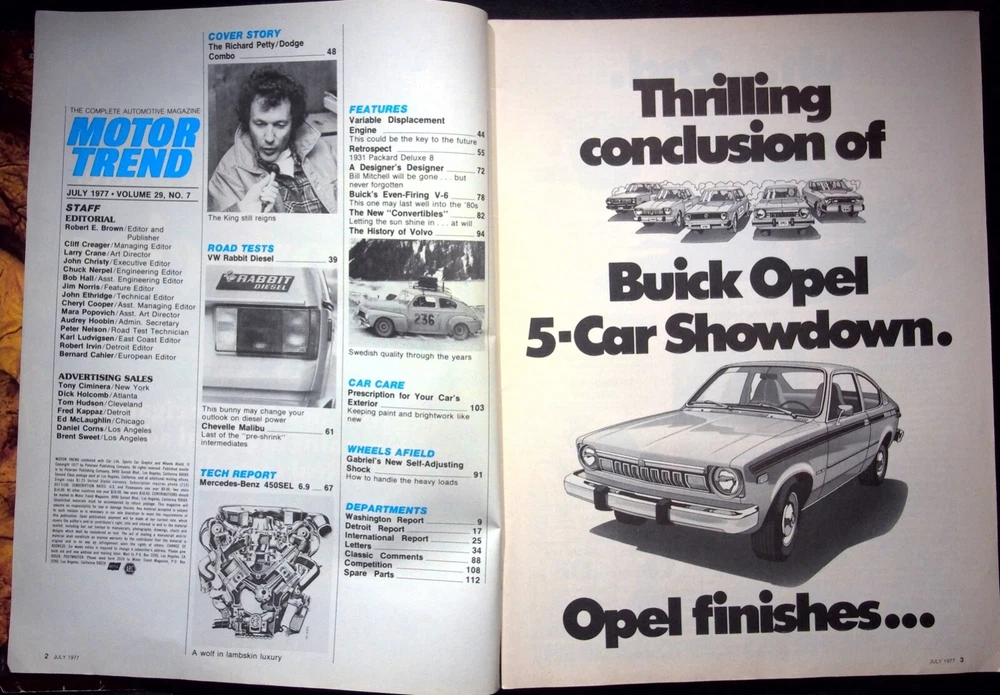 THE COMPLETE AUTOMOTIVE MAGAZINE
MOTOR
TREND
JULY 1977 • VOLUME 29, NO. 7
STAFF
EDITORIAL
Robert E. Brown/Editor and
Publisher
Cliff Creager/Managing Editor
Larry Crane/Art Director
John Christy/Executive Editor
Chuck Nerpel/Engineering Editor
Bob Hall/Asst. Engineering Editor
Jim Norris/Feature Editor
John Ethridge/Technical Editor
Cheryl Cooper/Asst. Managing Editor
Mara Popovich/Asst. Art Director
Audrey Hoobin/Admin. Secretary
Peter Nelson/Road Test Technician
Karl Ludvigsen/East Coast Editor
Robert Irvin/Detroit Editor
Bernard Cahier/European Editor
ADVERTISING SALES
Tony Ciminera/New York
Dick Holcomb/Atlanta
Tom Hudson/Cleveland
Fred Kappaz/Detroit
Ed McLaughlin/Chicago
Daniel Corns/Los Angeles
Brent Sweet/Los Angeles
2 JULY 1977
COVER STORY
The Richard Petty/Dodge
Combo 48
The King still reigns
ROAD TESTS
VW Rabbit Diesel 39
RABBIT
DIESEL
This bunny may change your
outlook on diesel power
Chevelle Malibu 61
Last of the "pre-shrink"
intermediates
TECH REPORT
Mercedes-Benz 450SEL 6.9 67
A wolf in lambskin luxury
FEATURES
Variable Displacement
Engine 44
This could be the key to the future
Retrospect 55
1931 Packard Deluxe 8
A Designer's Designer 72
Bill Mitchell will be gone . . . but
never forgotten
Buick's Even-Firing V-6 78
This one may last well into the '80s
The New "Convertibles" 82
Letting the sun shine in . . . at will
The History of Volvo 94
236
Swedish quality through the years
CAR CARE
Prescription for Your Car's
Exterior 103
Keeping paint and brightwork like
new
WHEELS AFIELD
Gabriel's New Self-Adjusting
Shock 91
How to handle the heavy loads
DEPARTMENTS
Washington Report 9
Detroit Report 17
International Report 25
Letters 34
Classic Comments 88
Competition 108
Spare Parts 112
Thrilling
conclusion of
Buick Opel
5-Car Showdown.
Opel finishes...
JULY 1977 3